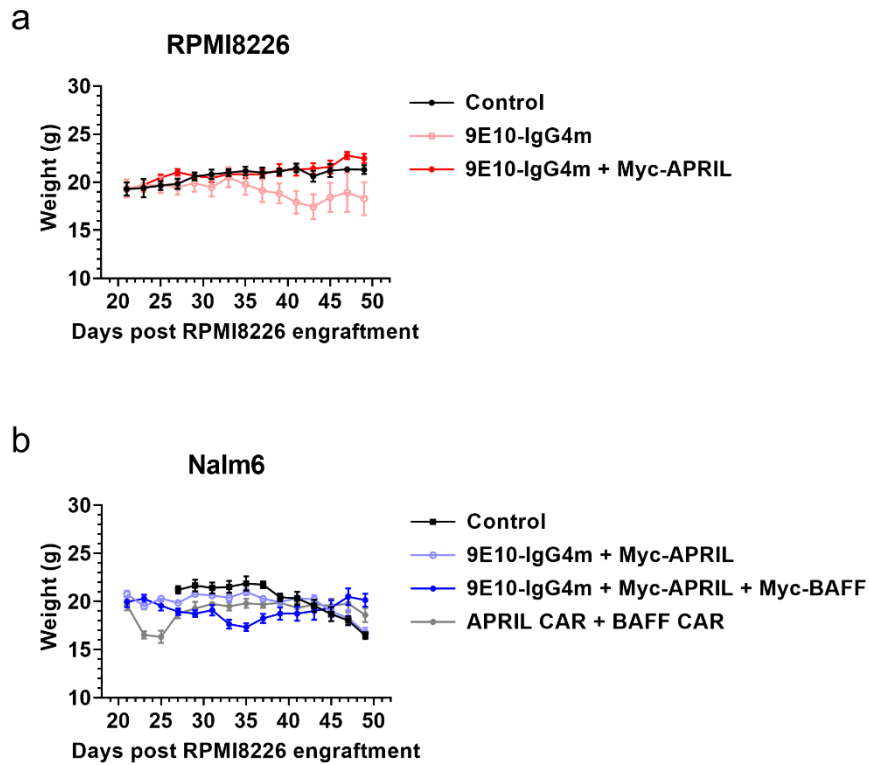 a
RPMI8226
30
25
20
15
10
Weight (g)
20 25 30 35 40 45 50
Days post RPMI8226 engraftment
Control
9E10-IgG4m
9E10-IgG4m + Myc-APRIL
b
Nalm6
30
25
20
15
10
Weight (g)
20 25 30 35 40 45 50
Days post RPMI8226 engraftment
Control
9E10-IgG4m + Myc-APRIL
9E10-IgG4m + Myc-APRIL + Myc-BAFF
APRIL CAR + BAFF CAR